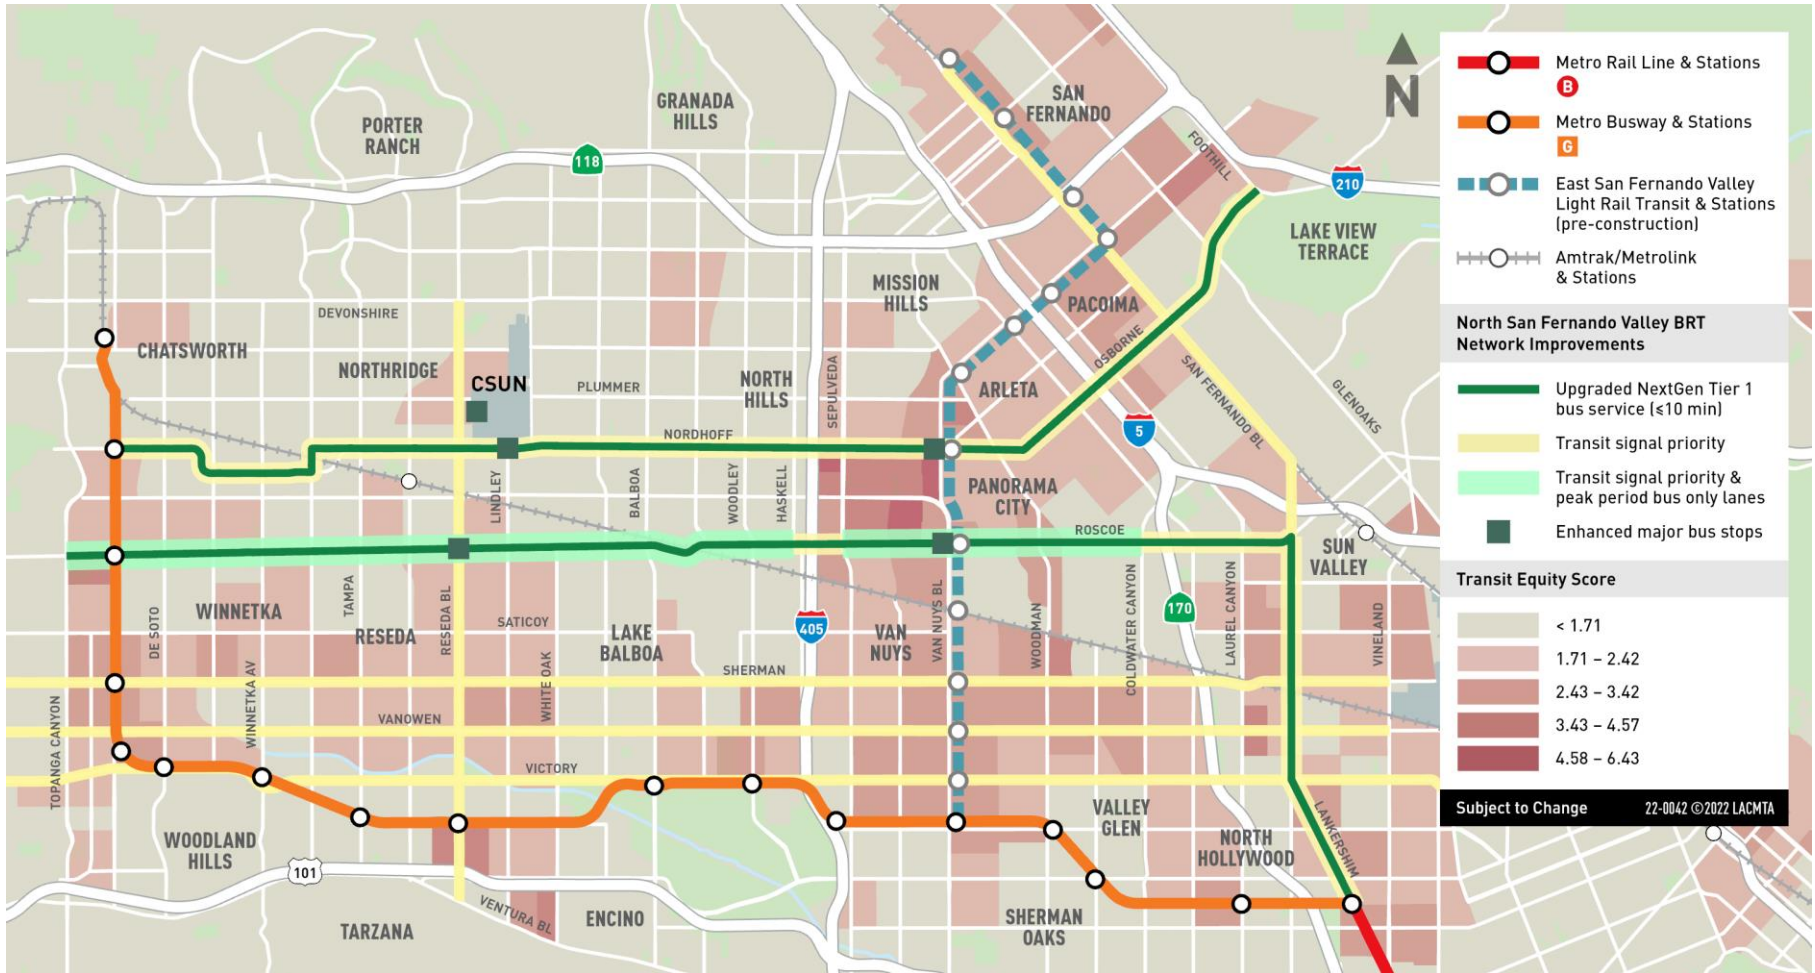 PORTER
RANCH
GRANADA
HILLS
118
SAN
FERNANDO
N
FOOTHILL
210
LAKE VIEW
TERRACE
MISSION
HILLS
PACOIMA
DEVONSHIRE
CHATSWORTH
NORTHRIDGE
CSUN
PLUMMER
NORTH
HILLS
SEPULVEDA
ARLETA
OSBORNE
SAN FERNANDO BL
GLENOAKS
5
NORDHOFF
LINDLEY
BALBOA
WOODLEY
HASKELL
PANORAMA
CITY
ROSCOE
SUN
VALLEY
WINNETKA
DE SOTO
TAMPA
RESEDA
RESEDA BL
SATICOY
LAKE
BALBOA
405
VAN
NUYS
VAN NUYS BL
WOODMAN
COLDWATER CANYON
170
LAUREL CANYON
VINELAND
SHERMAN
WHITE OAK
WINNETKA AV
VANOWEN
TOPANGA CANYON
VICTORY
WOODLAND
HILLS
101
VALLEY
GLEN
NORTH
HOLLYWOOD
LANKERSHIM
TARZANA
VENTURA BL
ENCINO
SHERMAN
OAKS
Metro Rail Line & Stations
B
Metro Busway & Stations
G
East San Fernando Valley
Light Rail Transit & Stations
(pre-construction)
Amtrak/Metrolink
& Stations
North San Fernando Valley BRT
Network Improvements
Upgraded NextGen Tier 1
bus service (≤10 min)
Transit signal priority
Transit signal priority &
peak period bus only lanes
Enhanced major bus stops
Transit Equity Score
< 1.71
1.71 – 2.42
2.43 – 3.42
3.43 – 4.57
4.58 – 6.43
Subject to Change 22-0042 ©2022 LACMTA